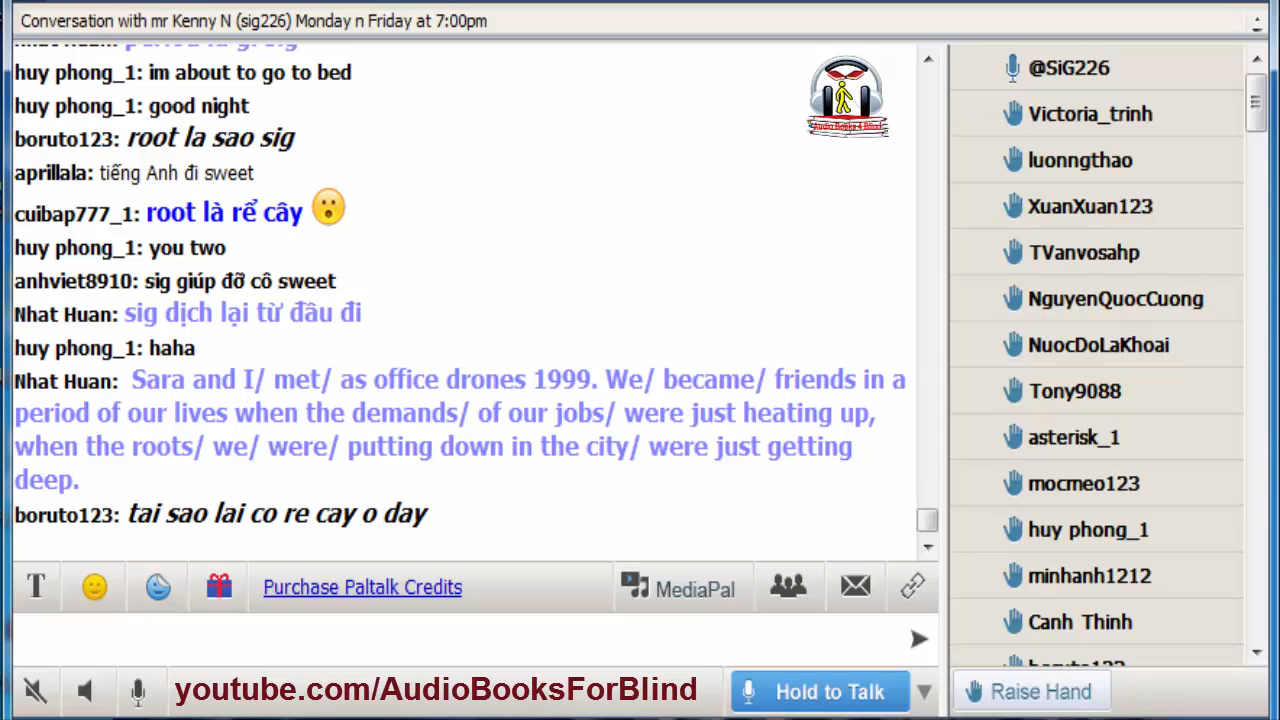 Conversation with mr Kenny N (sig226) Monday n Friday at 7:00pm
huy phong_1: im about to go to bed
huy phong_1: good night
boruto123: root la sao sig
aprillala: tiếng Anh đi sweet
cuibap777_1: root là rể cây
huy phong_1: you two
anhviet8910: sig giúp đỡ cô sweet
Nhat Huan: sig dịch lại từ đầu đi
huy phong_1: haha
Nhat Huan: Sara and I/ met/ as office drones 1999. We/ became/ friends in a
period of our lives when the demands/ of our jobs/ were just heating up,
when the roots/ we/ were/ putting down in the city/ were just getting
deep.
boruto123: tai sao lai co re cay o day
Audio Books 4 Blind
@SiG226
Victoria_trinh
luonngthao
XuanXuan123
TVanvosahp
NguyenQuocCuong
NuocDoLaKhoai
Tony9088
asterisk_1
mocmeo123
huy phong_1
minhanh1212
Canh Thinh
T
Purchase Paltalk Credits
MediaPal
youtube.com/AudioBooksForBlind
Hold to Talk
Raise Hand